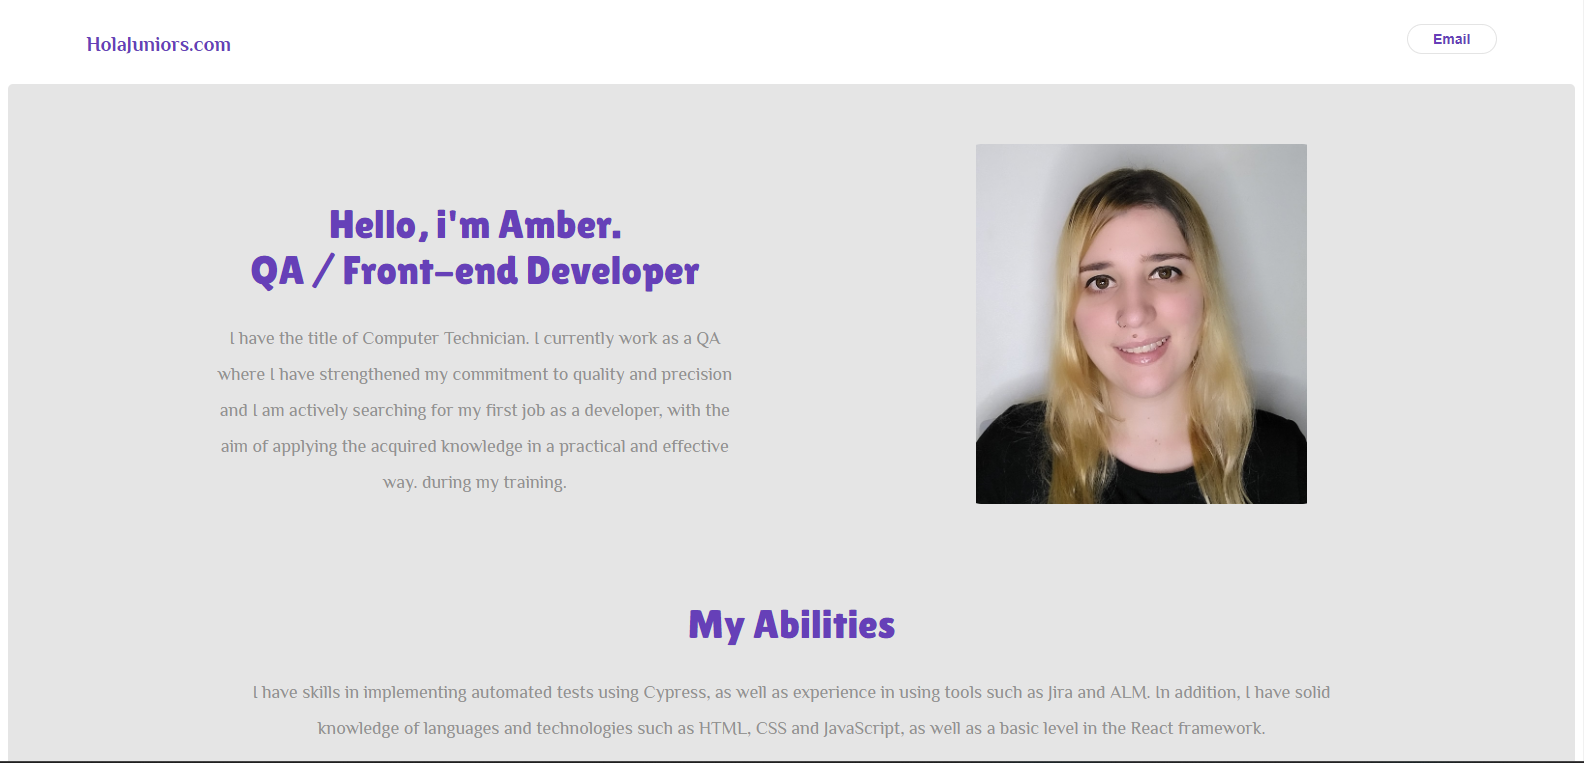 HolaJuniors.com
Email
Hello, i'm Amber.
QA / Front-end Developer
I have the title of Computer Technician. I currently work as a QA
where I have strengthened my commitment to quality and precision
and I am actively searching for my first job as a developer, with the
aim of applying the acquired knowledge in a practical and effective
way. during my training.
My Abilities
I have skills in implementing automated tests using Cypress, as well as experience in using tools such as Jira and ALM. In addition, I have solid
knowledge of languages and technologies such as HTML, CSS and JavaScript, as well as a basic level in the React framework.